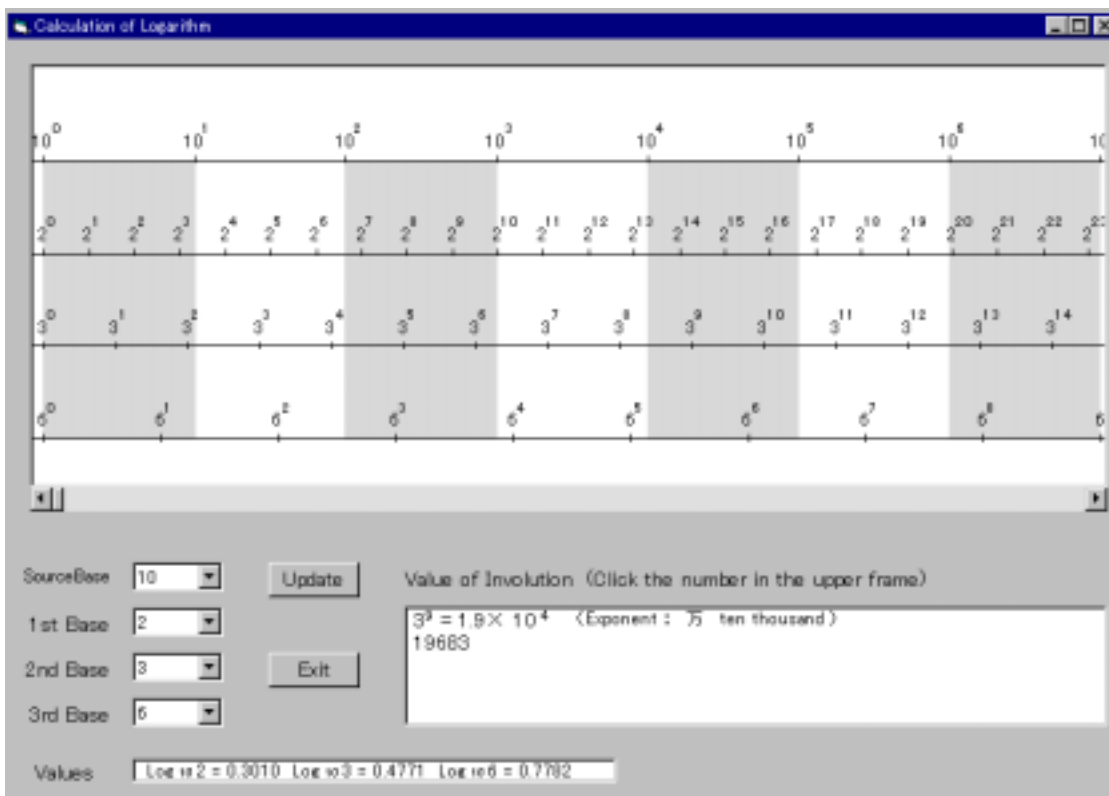 Calculation of Logarithm
10⁰ 10¹ 10² 10³ 10⁴ 10⁵ 10⁶ 10
2⁰ 2¹ 2² 2³ 2⁴ 2⁵ 2⁶ 2⁷ 2⁸ 2⁹ 2¹⁰ 2¹¹ 2¹² 2¹³ 2¹⁴ 2¹⁵ 2¹⁶ 2¹⁷ 2¹⁸ 2¹⁹ 2²⁰ 2²¹ 2²² 2²³
3⁰ 3¹ 3² 3³ 3⁴ 3⁵ 3⁶ 3⁷ 3⁸ 3⁹ 3¹⁰ 3¹¹ 3¹² 3¹³ 3¹⁴
6⁰ 6¹ 6² 6³ 6⁴ 6⁵ 6⁶ 6⁷ 6⁸ 6
SourceBase 10 Update Value of Involution (Click the number in the upper frame)
1st Base 2 3⁹ = 1.9× 10⁴ (Exponent : 万 ten thousand)
19683
2nd Base 3 Exit
3rd Base 6
Values Log 10 2 = 0.3010 Log 10 3 = 0.4771 Log 10 6 = 0.7782